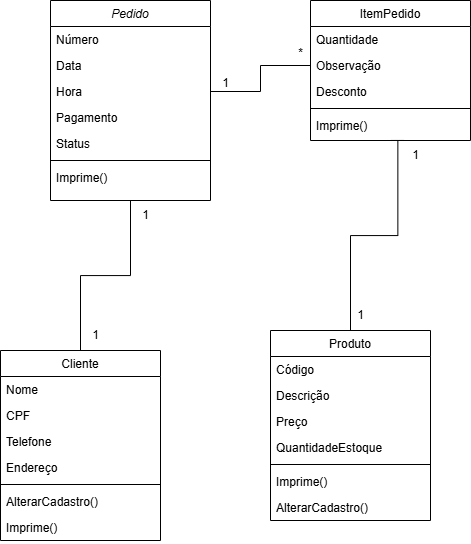 Pedido
Número
Data
Hora
Pagamento
Status
Imprime()
1
*
ItemPedido
Quantidade
Observação
Desconto
Imprime()
1
1
1
1
Cliente
Nome
CPF
Telefone
Endereço
AlterarCadastro()
Imprime()
Produto
Código
Descrição
Preço
QuantidadeEstoque
Imprime()
AlterarCadastro()